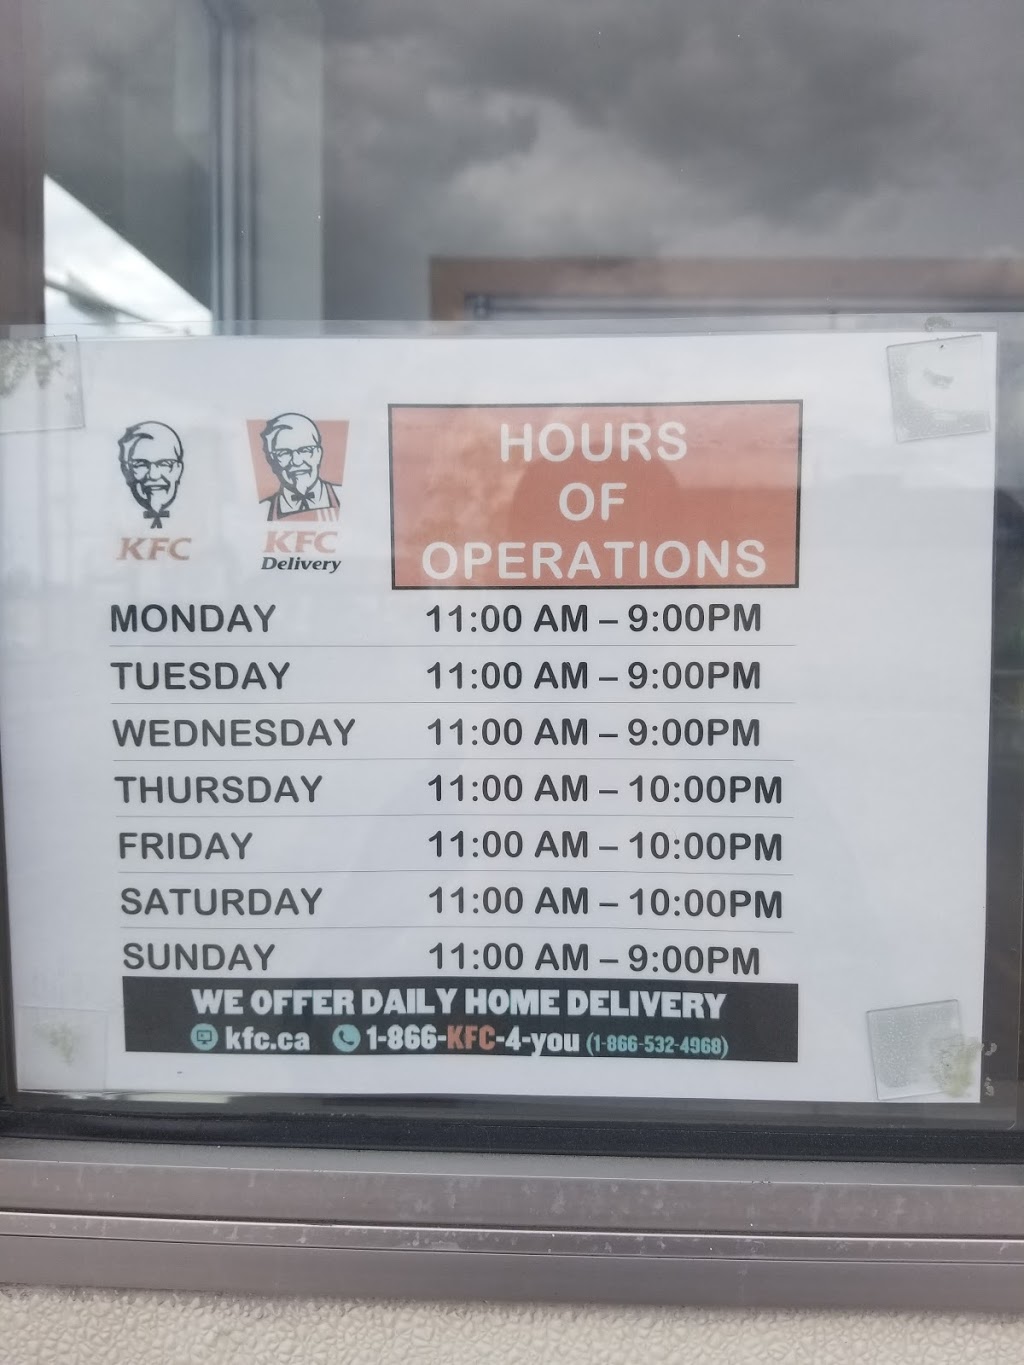 KFC
KFC
Delivery
HOURS
OF
OPERATIONS
MONDAY 11:00 AM – 9:00PM
TUESDAY 11:00 AM – 9:00PM
WEDNESDAY 11:00 AM – 9:00PM
THURSDAY 11:00 AM – 10:00PM
FRIDAY 11:00 AM – 10:00PM
SATURDAY 11:00 AM – 10:00PM
SUNDAY 11:00 AM – 9:00PM
WE OFFER DAILY HOME DELIVERY
kfc.ca 1-866-KFC-4-you (1-866-532-4968)